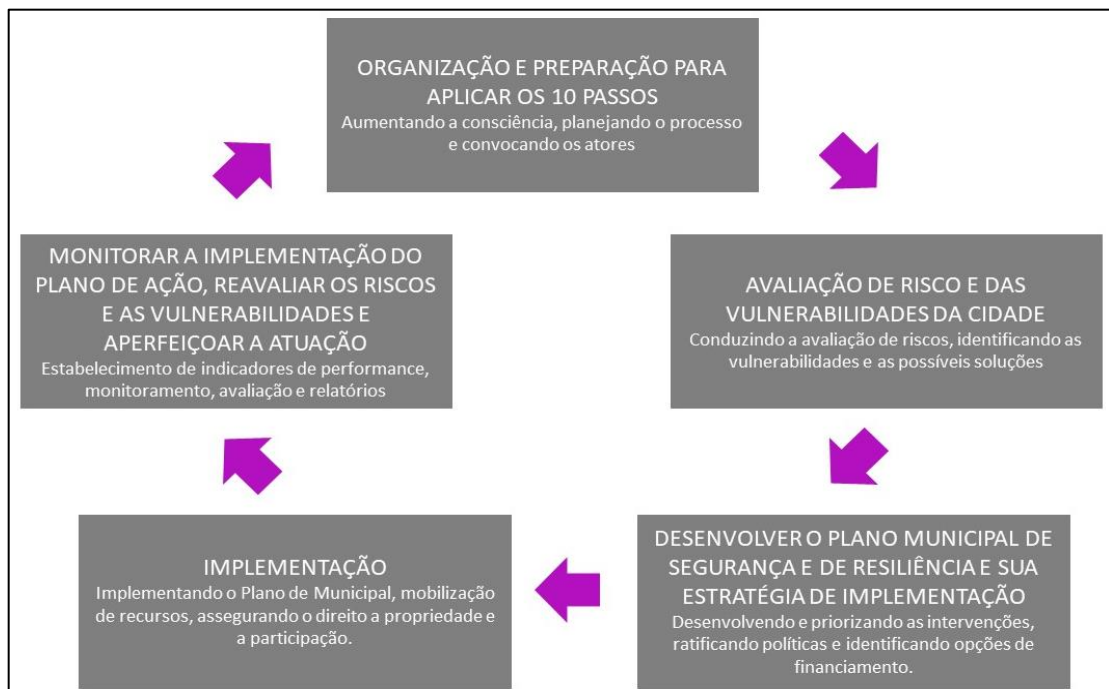 ORGANIZAÇÃO E PREPARAÇÃO PARA
APLICAR OS 10 PASSOS
Aumentando a consciência, planejando o processo
e convocando os atores
AVALIAÇÃO DE RISCO E DAS
VULNERABILIDADES DA CIDADE
Conduzindo a avaliação de riscos, identificando as
vulnerabilidades e as possíveis soluções
DESENVOLVER O PLANO MUNICIPAL DE
SEGURANÇA E DE RESILIÊNCIA E SUA
ESTRATÉGIA DE IMPLEMENTAÇÃO
Desenvolvendo e priorizando as intervenções,
ratificando políticas e identificando opções de
financiamento.
IMPLEMENTAÇÃO
Implementando o Plano de Municipal, mobilização
de recursos, assegurando o direito a propriedade e
a participação.
MONITORAR A IMPLEMENTAÇÃO DO
PLANO DE AÇÃO, REAVALIAR OS RISCOS
E AS VULNERABILIDADES E
APERFEIÇOAR A ATUAÇÃO
Estabelecimento de indicadores de performance,
monitoramento, avaliação e relatórios